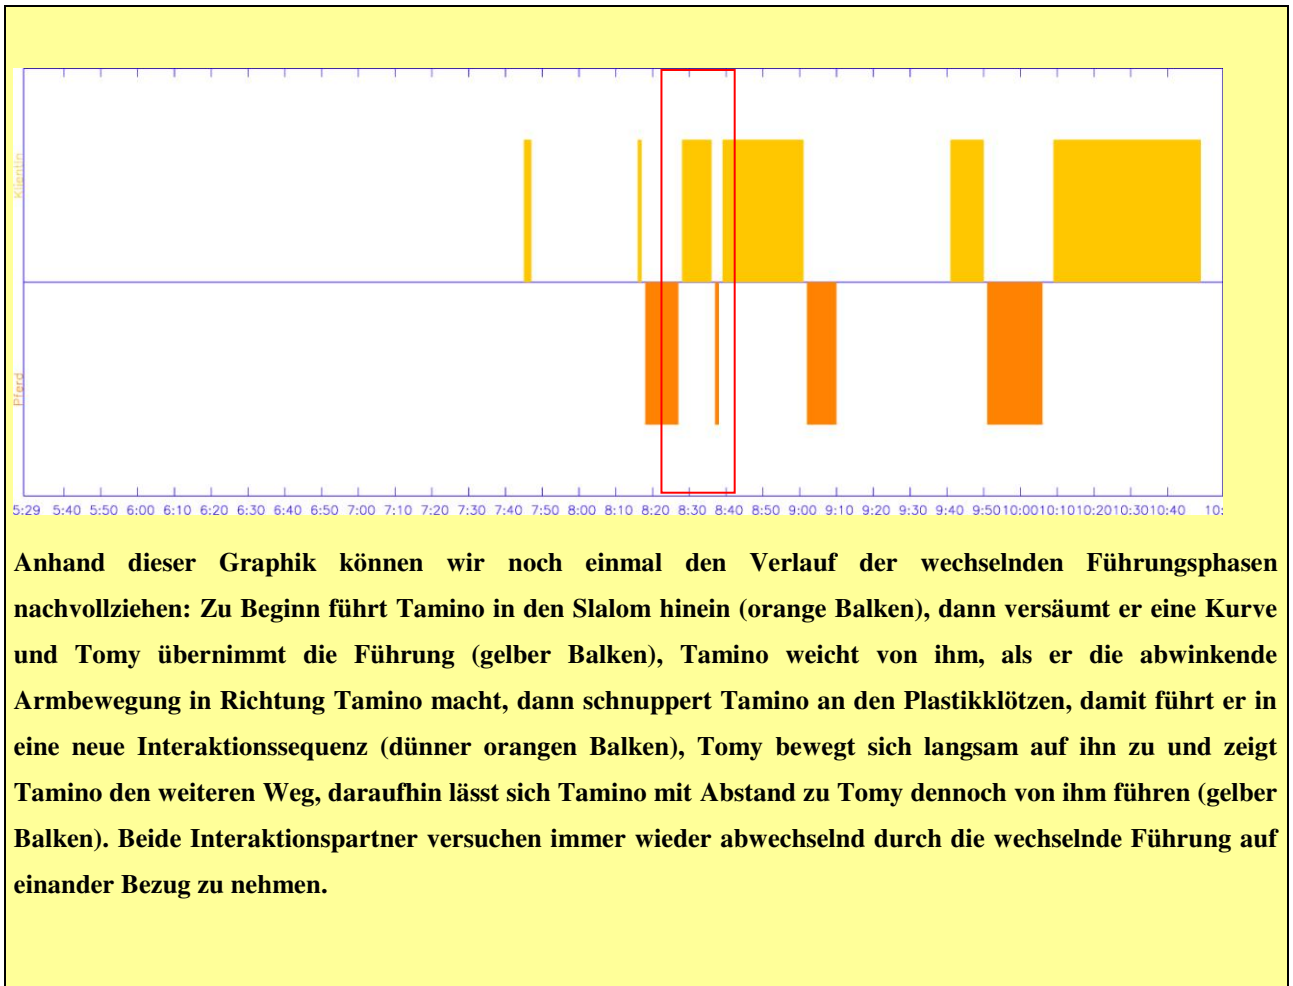 Klientin
Pferd
5:29 5:40 5:50 6:00 6:10 6:20 6:30 6:40 6:50 7:00 7:10 7:20 7:30 7:40 7:50 8:00 8:10 8:20 8:30 8:40 8:50 9:00 9:10 9:20 9:30 9:40 9:50 10:00 10:10 10:20 10:30 10:40 10:
Anhand dieser Graphik können wir noch einmal den Verlauf der wechselnden Führungsphasen
nachvollziehen: Zu Beginn führt Tamino in den Slalom hinein (orange Balken), dann versäumt er eine Kurve
und Tomy übernimmt die Führung (gelber Balken), Tamino weicht von ihm, als er die abwinkende
Armbewegung in Richtung Tamino macht, dann schnuppert Tamino an den Plastikklötzen, damit führt er in
eine neue Interaktionssequenz (dünner orangen Balken), Tomy bewegt sich langsam auf ihn zu und zeigt
Tamino den weiteren Weg, daraufhin lässt sich Tamino mit Abstand zu Tomy dennoch von ihm führen (gelber
Balken). Beide Interaktionspartner versuchen immer wieder abwechselnd durch die wechselnde Führung auf
einander Bezug zu nehmen.